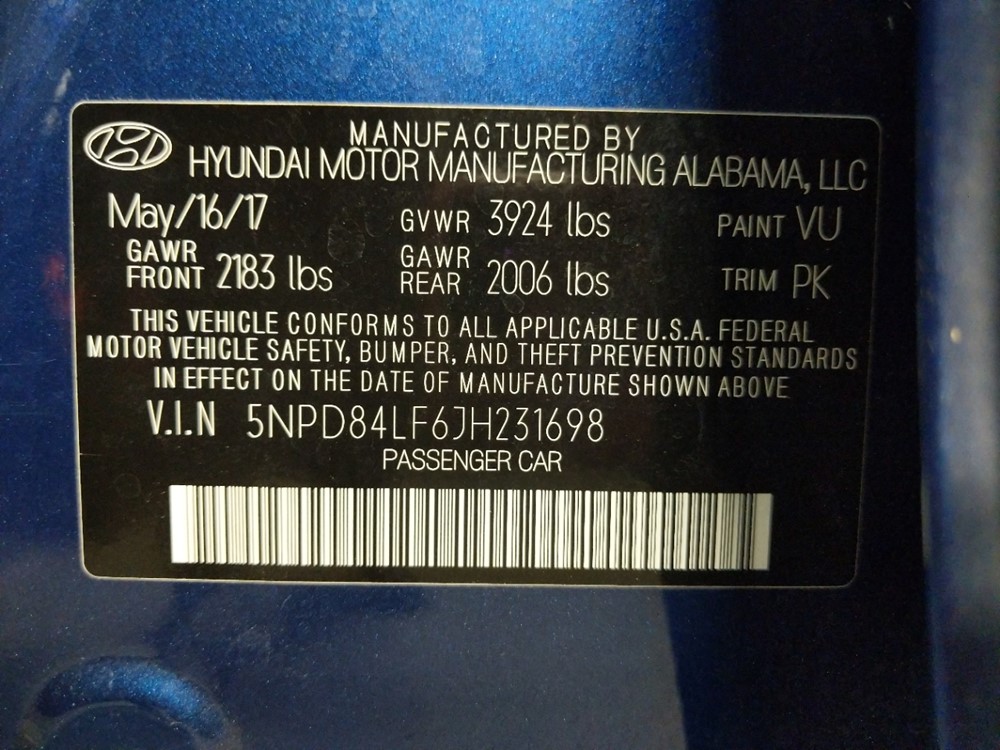 MANUFACTURED BY
HYUNDAI MOTOR MANUFACTURING ALABAMA, LLC
May/16/17 GVWR 3924 lbs PAINT VU
GAWR FRONT 2183 lbs GAWR REAR 2006 lbs TRIM PK
THIS VEHICLE CONFORMS TO ALL APPLICABLE U.S.A. FEDERAL
MOTOR VEHICLE SAFETY, BUMPER, AND THEFT PREVENTION STANDARDS
IN EFFECT ON THE DATE OF MANUFACTURE SHOWN ABOVE
V.I.N 5NPD84LF6JH231698
PASSENGER CAR